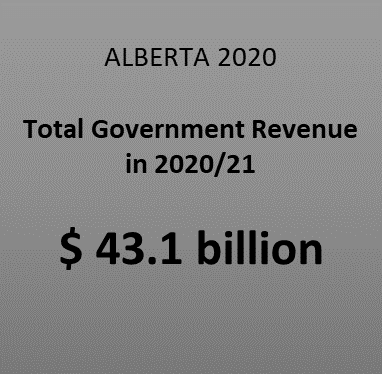 ALBERTA 2020
Total Government Revenue
in 2020/21
$ 43.1 billion